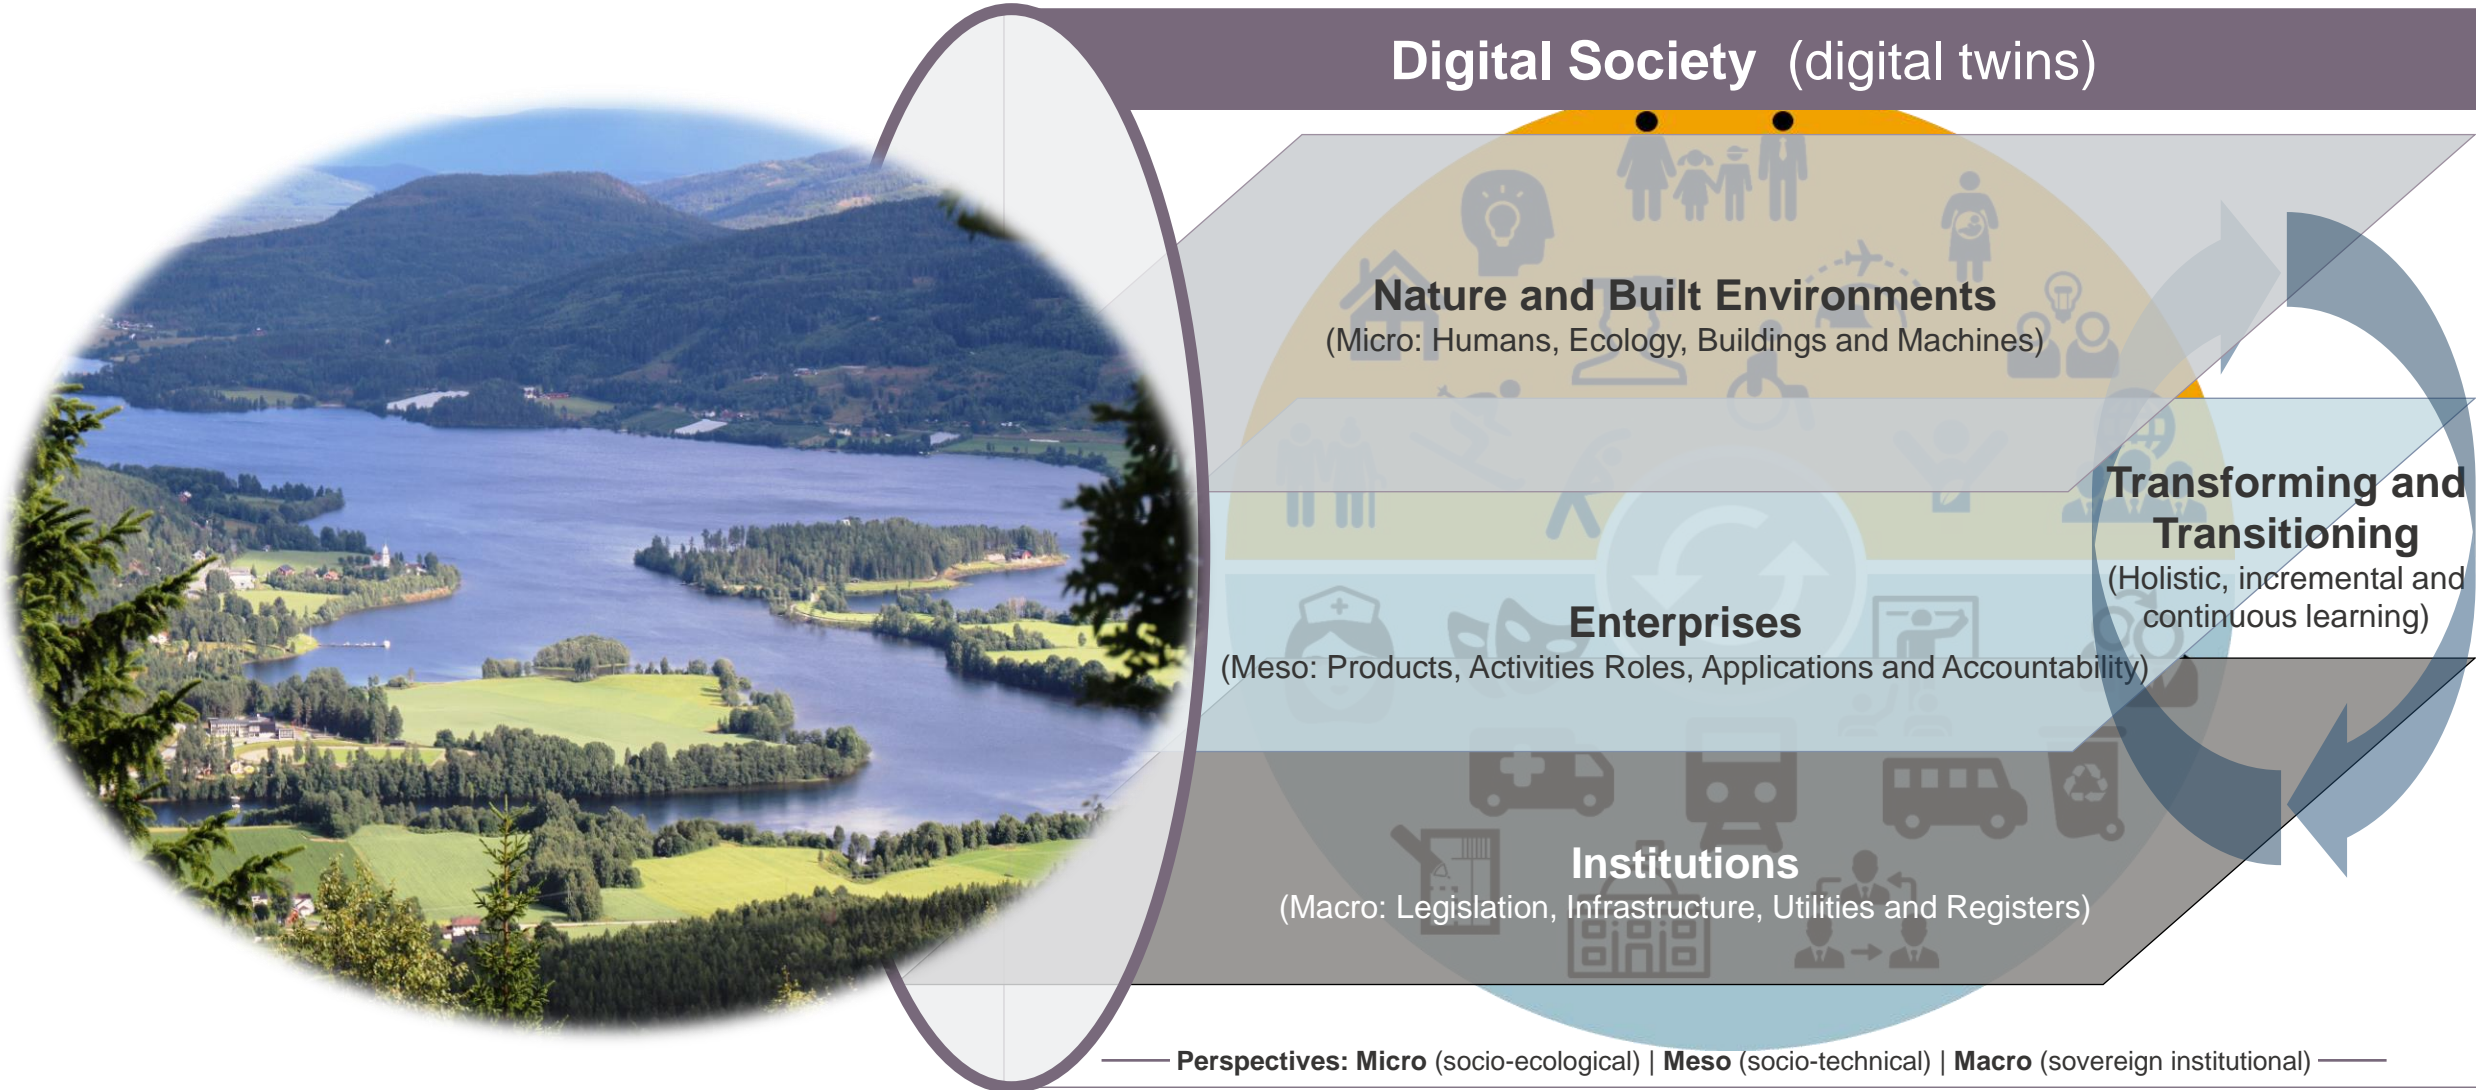 Digital Society (digital twins)
Nature and Built Environments
(Micro: Humans, Ecology, Buildings and Machines)
Transforming and
Transitioning
(Holistic, incremental and
continuous learning)
Enterprises
(Meso: Products, Activities Roles, Applications and Accountability)
Institutions
(Macro: Legislation, Infrastructure, Utilities and Registers)
Perspectives: Micro (socio-ecological) | Meso (socio-technical) | Macro (sovereign institutional)